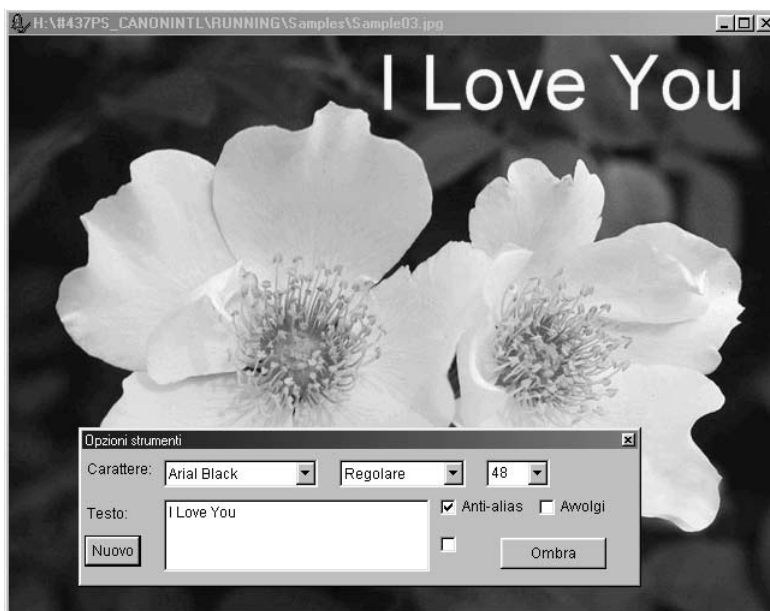 H:\#437PS_CANONINTL\RUNNING\Samples\Sample03.jpg
I Love You
Opzioni strumenti
Carattere: Arial Black Regolare 48
Testo: I Love You Anti-alias Avvolgi
Nuovo Ombra